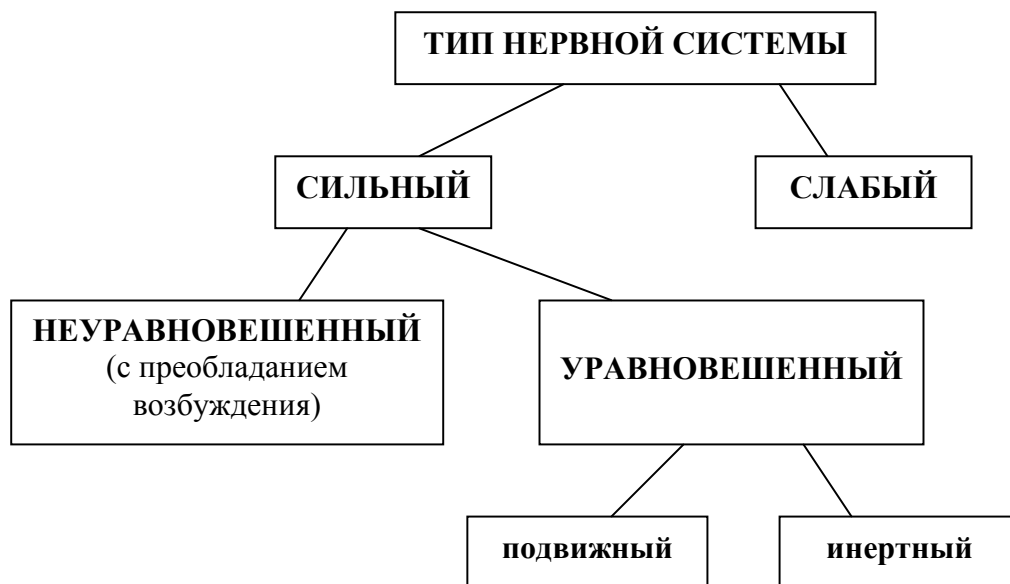 ТИП НЕРВНОЙ СИСТЕМЫ
СИЛЬНЫЙ
СЛАБЫЙ
НЕУРАВНОВЕШЕННЫЙ
(с преобладанием
возбуждения)
УРАВНОВЕШЕННЫЙ
подвижный
инертный